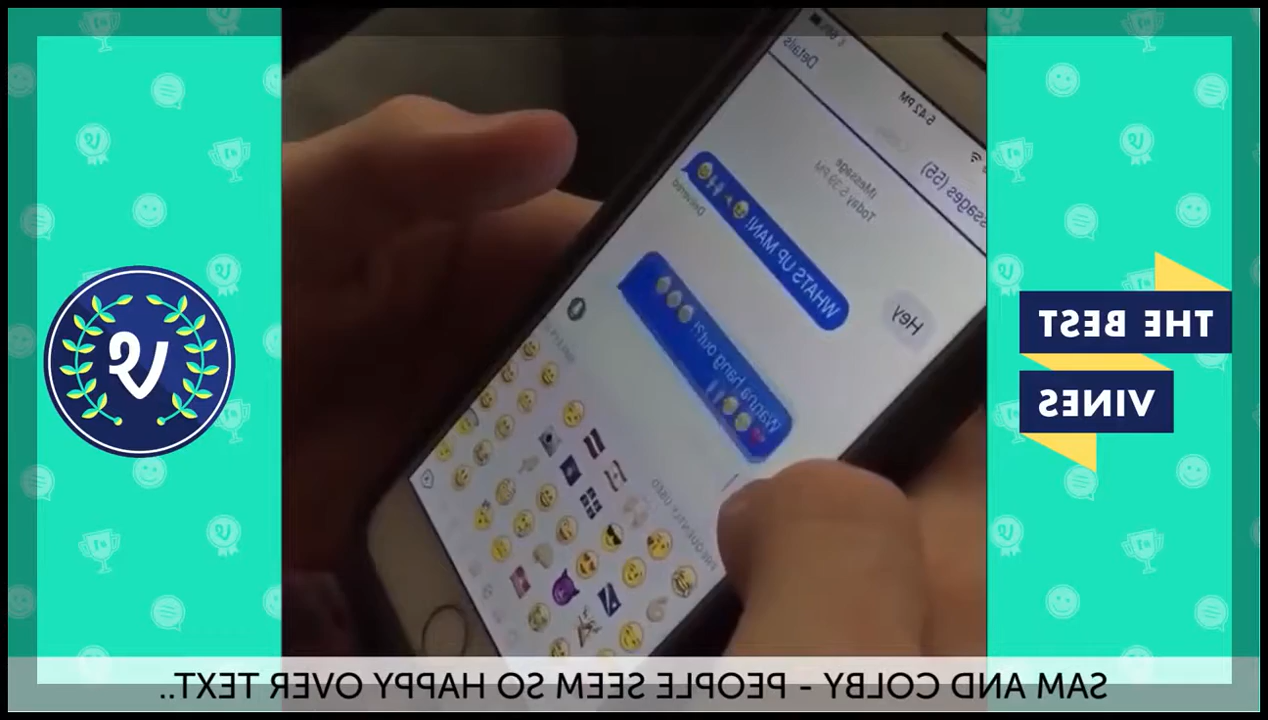 Details
5:42 PM
ssages (55)
iMessage
Today 5:39 PM
Hey
WHATS UP MAN!
Delivered
Wanna hang out?!
FREQUENTLY USED
THE BEST
VINES
V
SAM AND COLBY - PEOPLE SEEM SO HAPPY OVER TEXT..